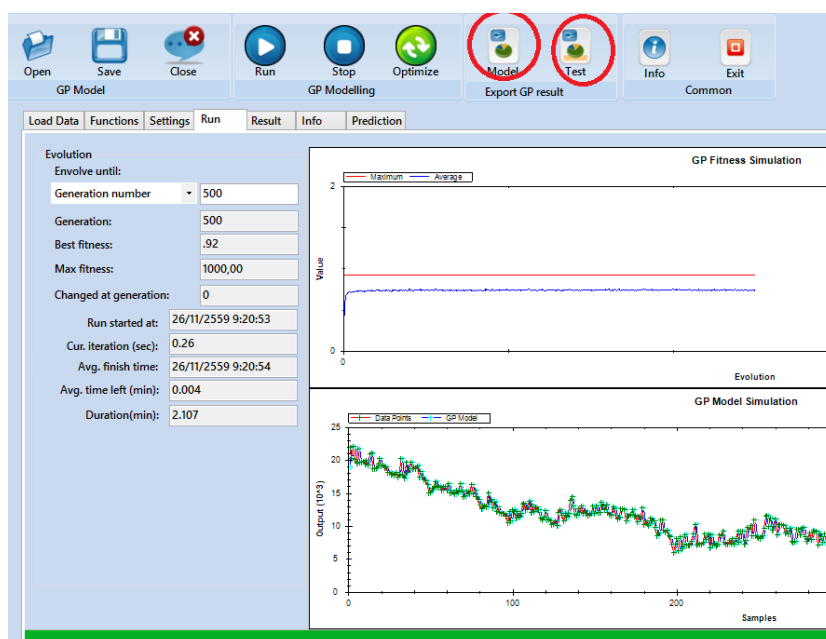 Open Save Close Run Stop Optimize Model Test Info Exit
GP Model GP Modelling Export GP result Common
Load Data Functions Settings Run Result Info Prediction
Evolution
Envolve until:
Generation number 500
Generation: 500
Best fitness: .92
Max fitness: 1000,00
Changed at generation: 0
Run started at: 26/11/2559 9:20:53
Cur. iteration (sec): 0.26
Avg. finish time: 26/11/2559 9:20:54
Avg. time left (min): 0.004
Duration(min): 2.107
GP Fitness Simulation
Maximum Average
2
Value
0
0
Evolution
GP Model Simulation
Data Points GP Model
25
20
15
10
5
0
Output (10^3)
0 100 200
Samples